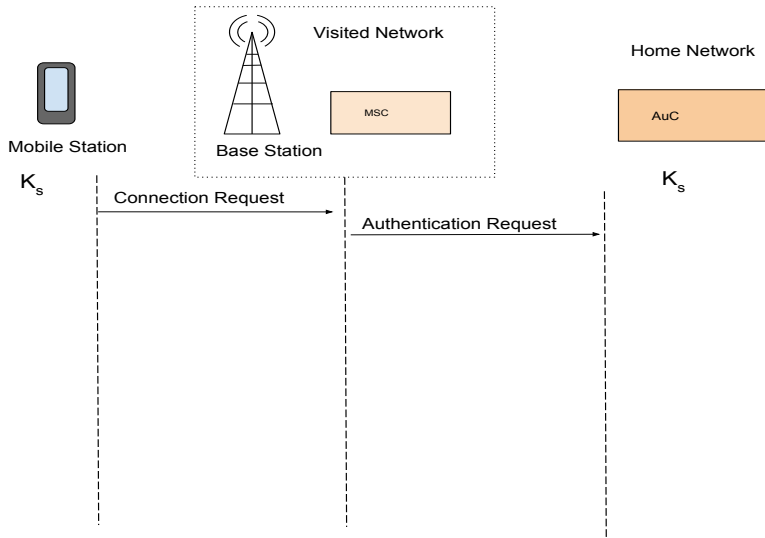 Visited Network
Home Network
MSC
AuC
Mobile Station
Base Station
Ks
Ks
Connection Request
Authentication Request